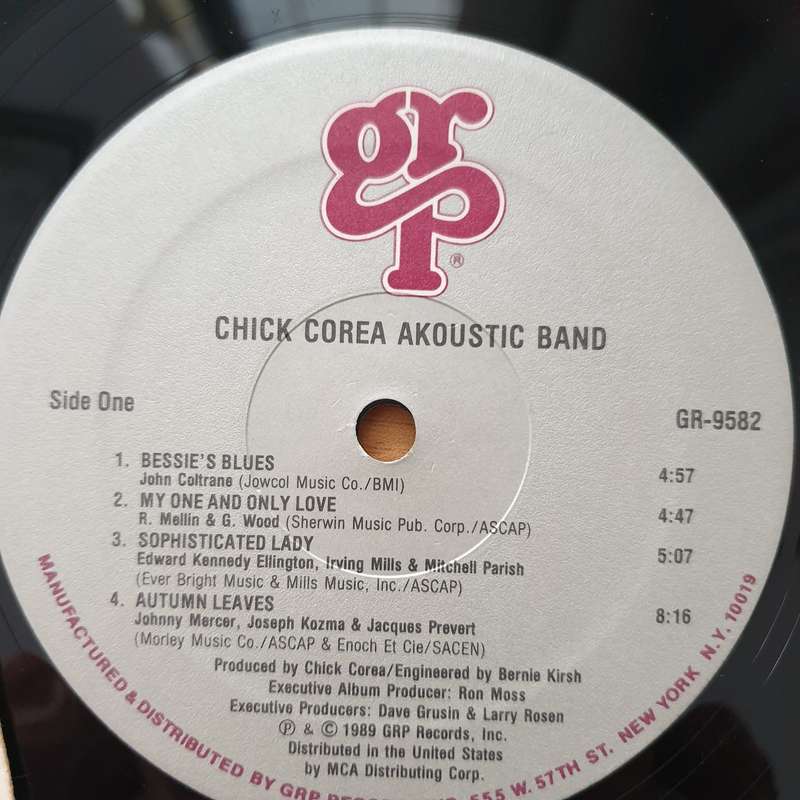 grp®
CHICK COREA AKOUSTIC BAND
Side One
GR-9582
1. BESSIE'S BLUES 4:57
John Coltrane (Jowcol Music Co./BMI)
2. MY ONE AND ONLY LOVE 4:47
R. Mellin & G. Wood (Sherwin Music Pub. Corp./ASCAP)
3. SOPHISTICATED LADY 5:07
Edward Kennedy Ellington, Irving Mills & Mitchell Parish
(Ever Bright Music & Mills Music, Inc./ASCAP)
4. AUTUMN LEAVES 8:16
Johnny Mercer, Joseph Kozma & Jacques Prevert
(Morley Music Co./ASCAP & Enoch Et Cie/SACEN)
Produced by Chick Corea/Engineered by Bernie Kirsh
Executive Album Producer: Ron Moss
Executive Producers: Dave Grusin & Larry Rosen
Ⓟ & © 1989 GRP Records, Inc.
Distributed in the United States
by MCA Distributing Corp.
MANUFACTURED & DISTRIBUTED BY GRP 555 W. 57TH ST. NEW YORK N.Y. 10019